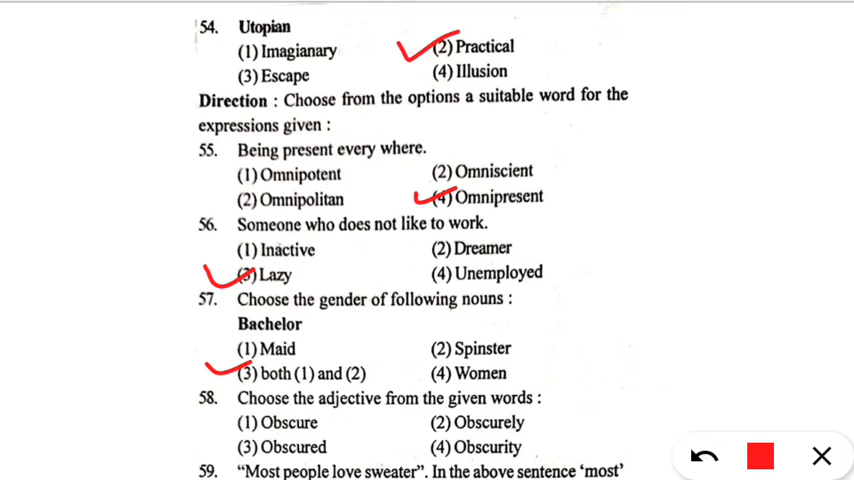 54. Utopian
(1) Imagianary (2) Practical
(3) Escape (4) Illusion
Direction : Choose from the options a suitable word for the
expressions given :
55. Being present every where.
(1) Omnipotent (2) Omniscient
(2) Omnipolitan (4) Omnipresent
56. Someone who does not like to work.
(1) Inactive (2) Dreamer
(3) Lazy (4) Unemployed
57. Choose the gender of following nouns :
Bachelor
(1) Maid (2) Spinster
(3) both (1) and (2) (4) Women
58. Choose the adjective from the given words :
(1) Obscure (2) Obscurely
(3) Obscured (4) Obscurity
59. “Most people love sweater”. In the above sentence ‘most’